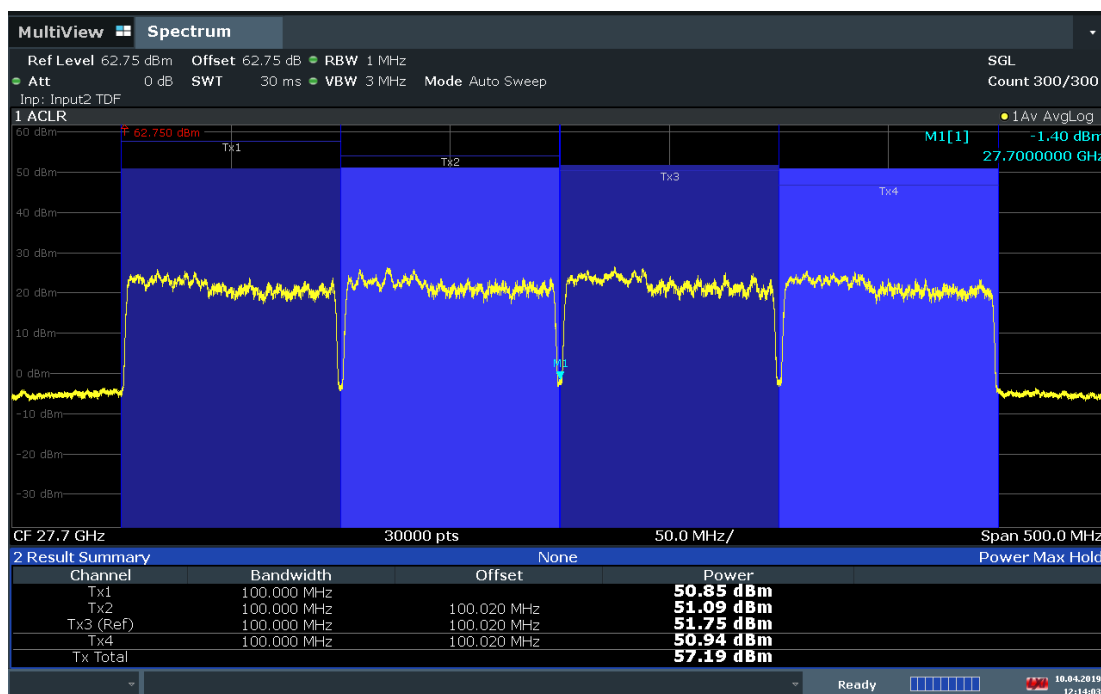 MultiView Spectrum
Ref Level 62.75 dBm Offset 62.75 dB RBW 1 MHz SGL
Att 0 dB SWT 30 ms VBW 3 MHz Mode Auto Sweep Count 300/300
Inp: Input2 TDF
1 ACLR 1Av AvgLog
60 dBm 62.750 dBm M1[1] -1.40 dBm
27.7000000 GHz
Tx1
Tx2
Tx3
Tx4
50 dBm
40 dBm
30 dBm
20 dBm
10 dBm
M1
0 dBm
-10 dBm
-20 dBm
-30 dBm
CF 27.7 GHz 30000 pts 50.0 MHz/ Span 500.0 MHz
2 Result Summary None Power Max Hold
Channel Bandwidth Offset Power
Tx1 100.000 MHz 50.85 dBm
Tx2 100.000 MHz 100.020 MHz 51.09 dBm
Tx3 (Ref) 100.000 MHz 100.020 MHz 51.75 dBm
Tx4 100.000 MHz 100.020 MHz 50.94 dBm
Tx Total 57.19 dBm
Ready 10.04.2019
12:14:03